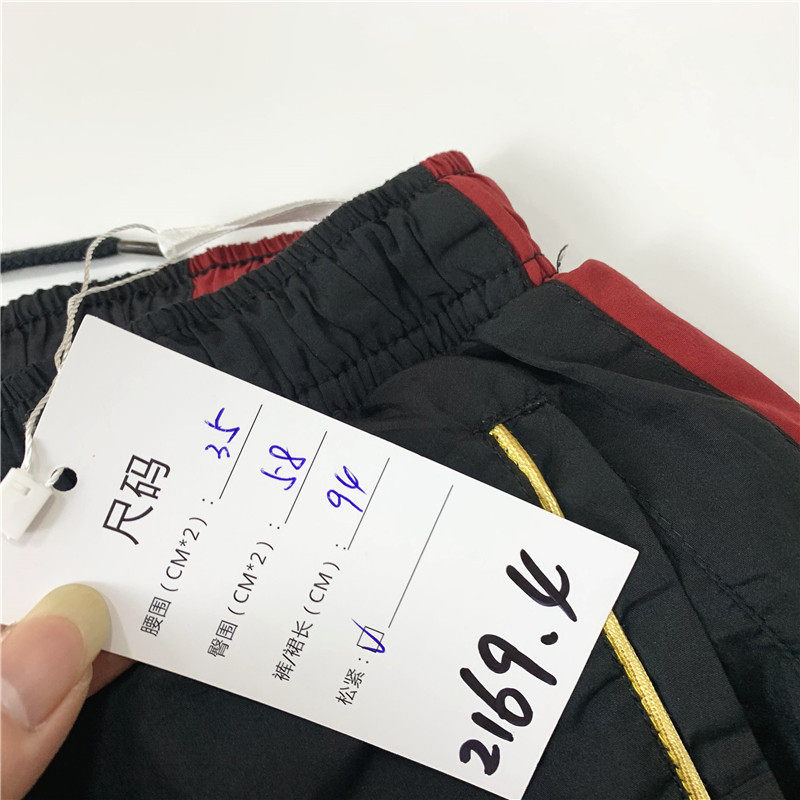 尺码
腰围(CM*2): 35
臀围(CM*2): 58
裤/裙长(CM): 94
松紧: ☑
2169.4